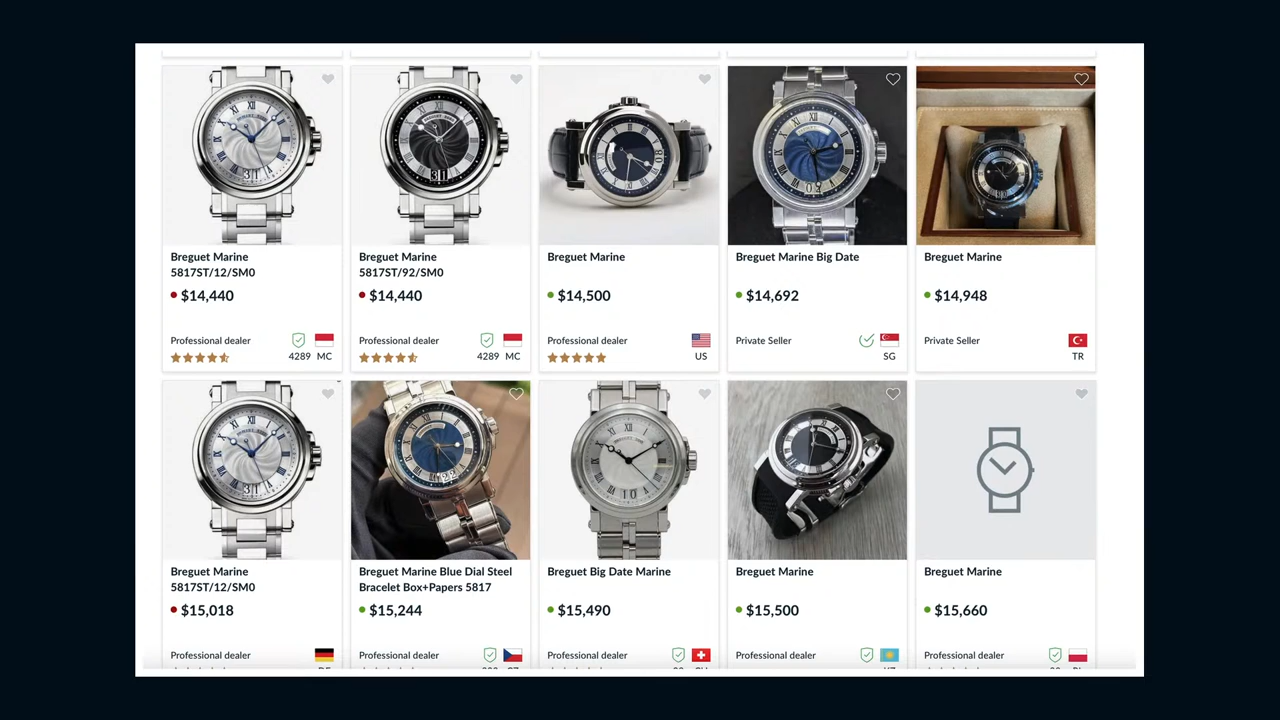 Breguet Marine
5817ST/12/SM0
$14,440
Professional dealer
4289 MC
Breguet Marine
5817ST/92/SM0
$14,440
Professional dealer
4289 MC
Breguet Marine
$14,500
Professional dealer
US
Breguet Marine Big Date
$14,692
Private Seller
SG
Breguet Marine
$14,948
Private Seller
TR
Breguet Marine
5817ST/12/SM0
$15,018
Professional dealer
Breguet Marine Blue Dial Steel
Bracelet Box+Papers 5817
$15,244
Professional dealer
Breguet Big Date Marine
$15,490
Professional dealer
Breguet Marine
$15,500
Professional dealer
Breguet Marine
$15,660
Professional dealer